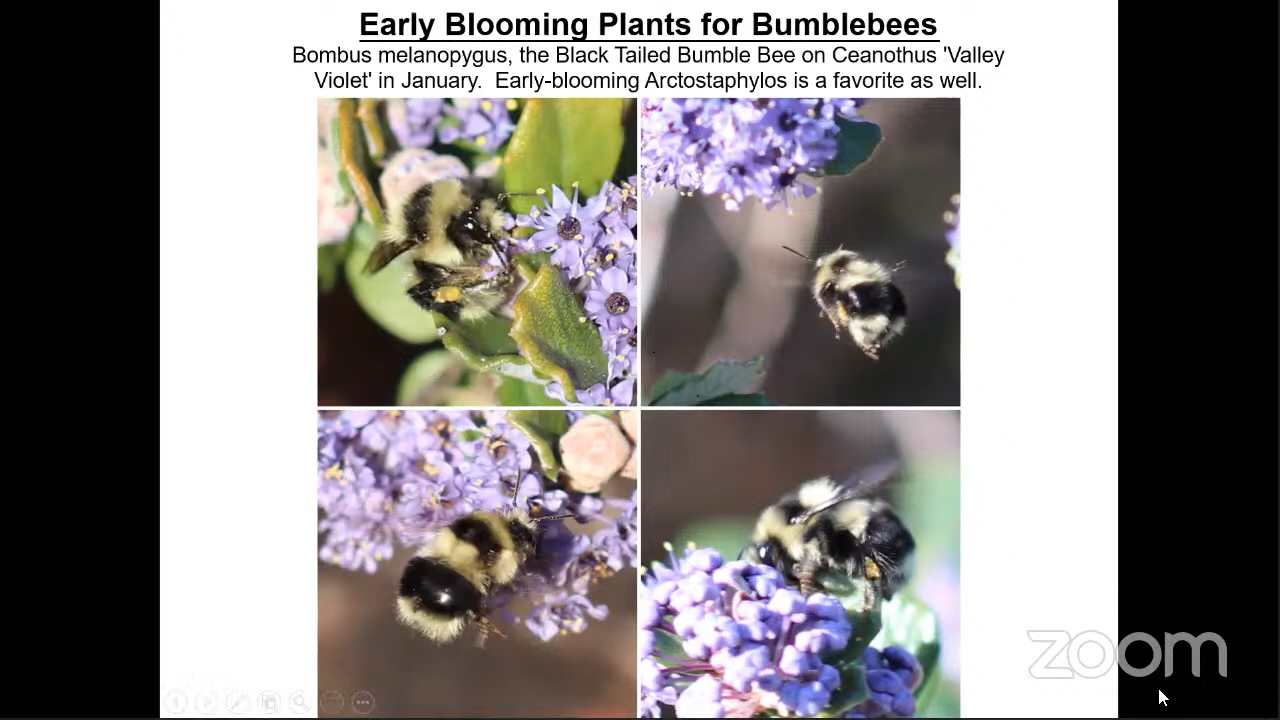 Early Blooming Plants for Bumblebees
Bombus melanopygus, the Black Tailed Bumble Bee on Ceanothus 'Valley
Violet' in January.  Early-blooming Arctostaphylos is a favorite as well.
zoom